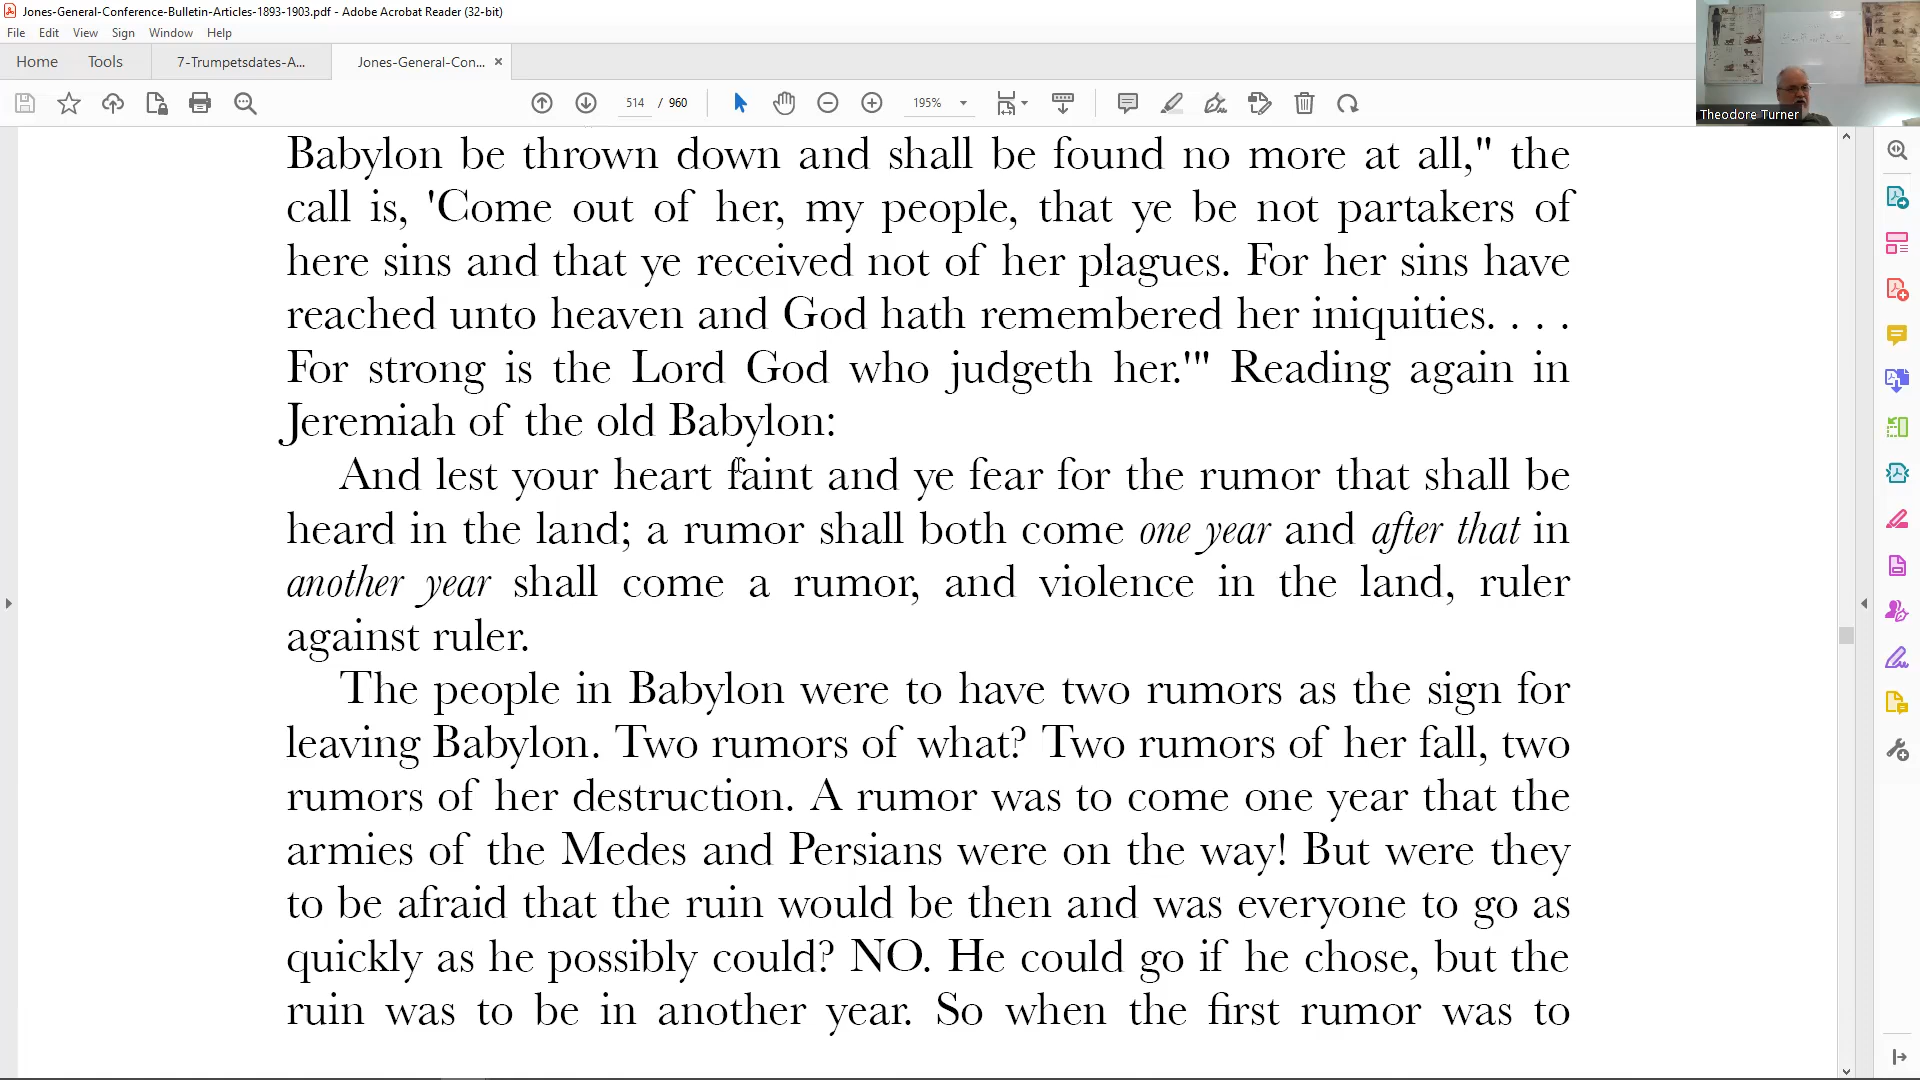 Jones-General-Conference-Bulletin-Articles-1893-1903.pdf - Adobe Acrobat Reader (32-bit)
File Edit View Sign Window Help
Home Tools 7-Trumpetsdates-A... Jones-General-Con...
514 / 960 195%
Theodore Turner
Babylon be thrown down and shall be found no more at all," the
call is, 'Come out of her, my people, that ye be not partakers of
here sins and that ye received not of her plagues. For her sins have
reached unto heaven and God hath remembered her iniquities. . . .
For strong is the Lord God who judgeth her.'" Reading again in
Jeremiah of the old Babylon:
And lest your heart faint and ye fear for the rumor that shall be
heard in the land; a rumor shall both come one year and after that in
another year shall come a rumor, and violence in the land, ruler
against ruler.
The people in Babylon were to have two rumors as the sign for
leaving Babylon. Two rumors of what? Two rumors of her fall, two
rumors of her destruction. A rumor was to come one year that the
armies of the Medes and Persians were on the way! But were they
to be afraid that the ruin would be then and was everyone to go as
quickly as he possibly could? NO. He could go if he chose, but the
ruin was to be in another year. So when the first rumor was to